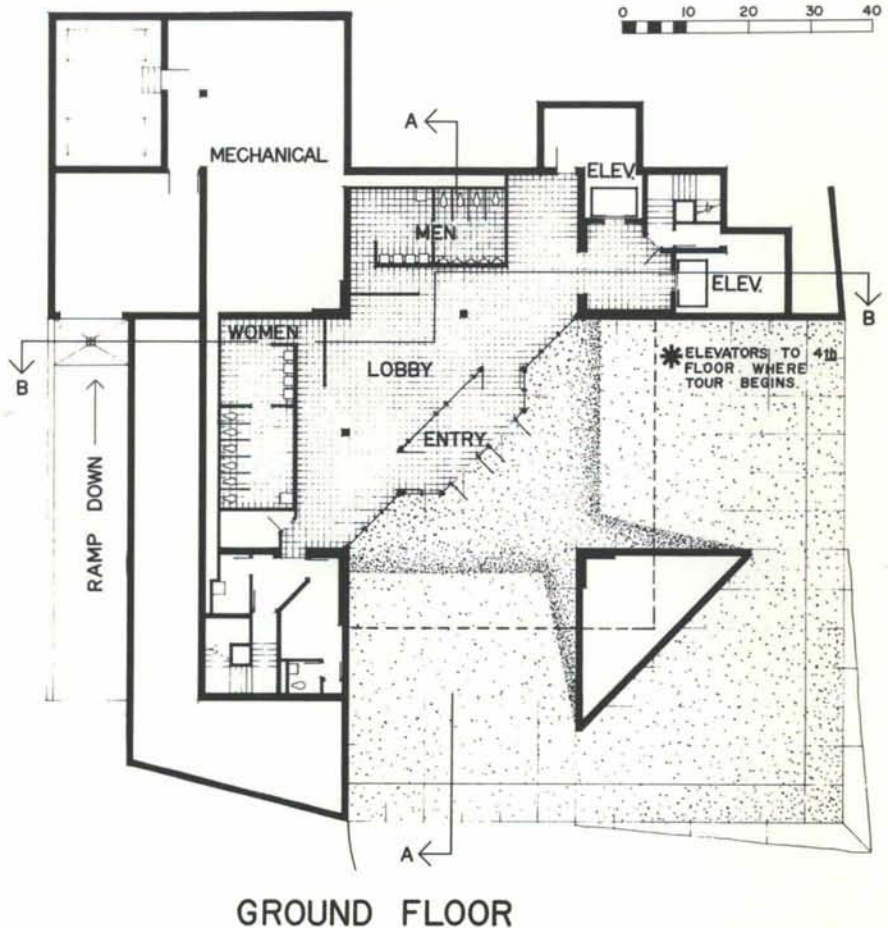 0 10 20 30 40
A
MECHANICAL
ELEV.
MEN
ELEV.
B
WOMEN
B
LOBBY
✱ ELEVATORS TO 4th
FLOOR WHERE
TOUR BEGINS.
ENTRY
RAMP DOWN
A
GROUND FLOOR